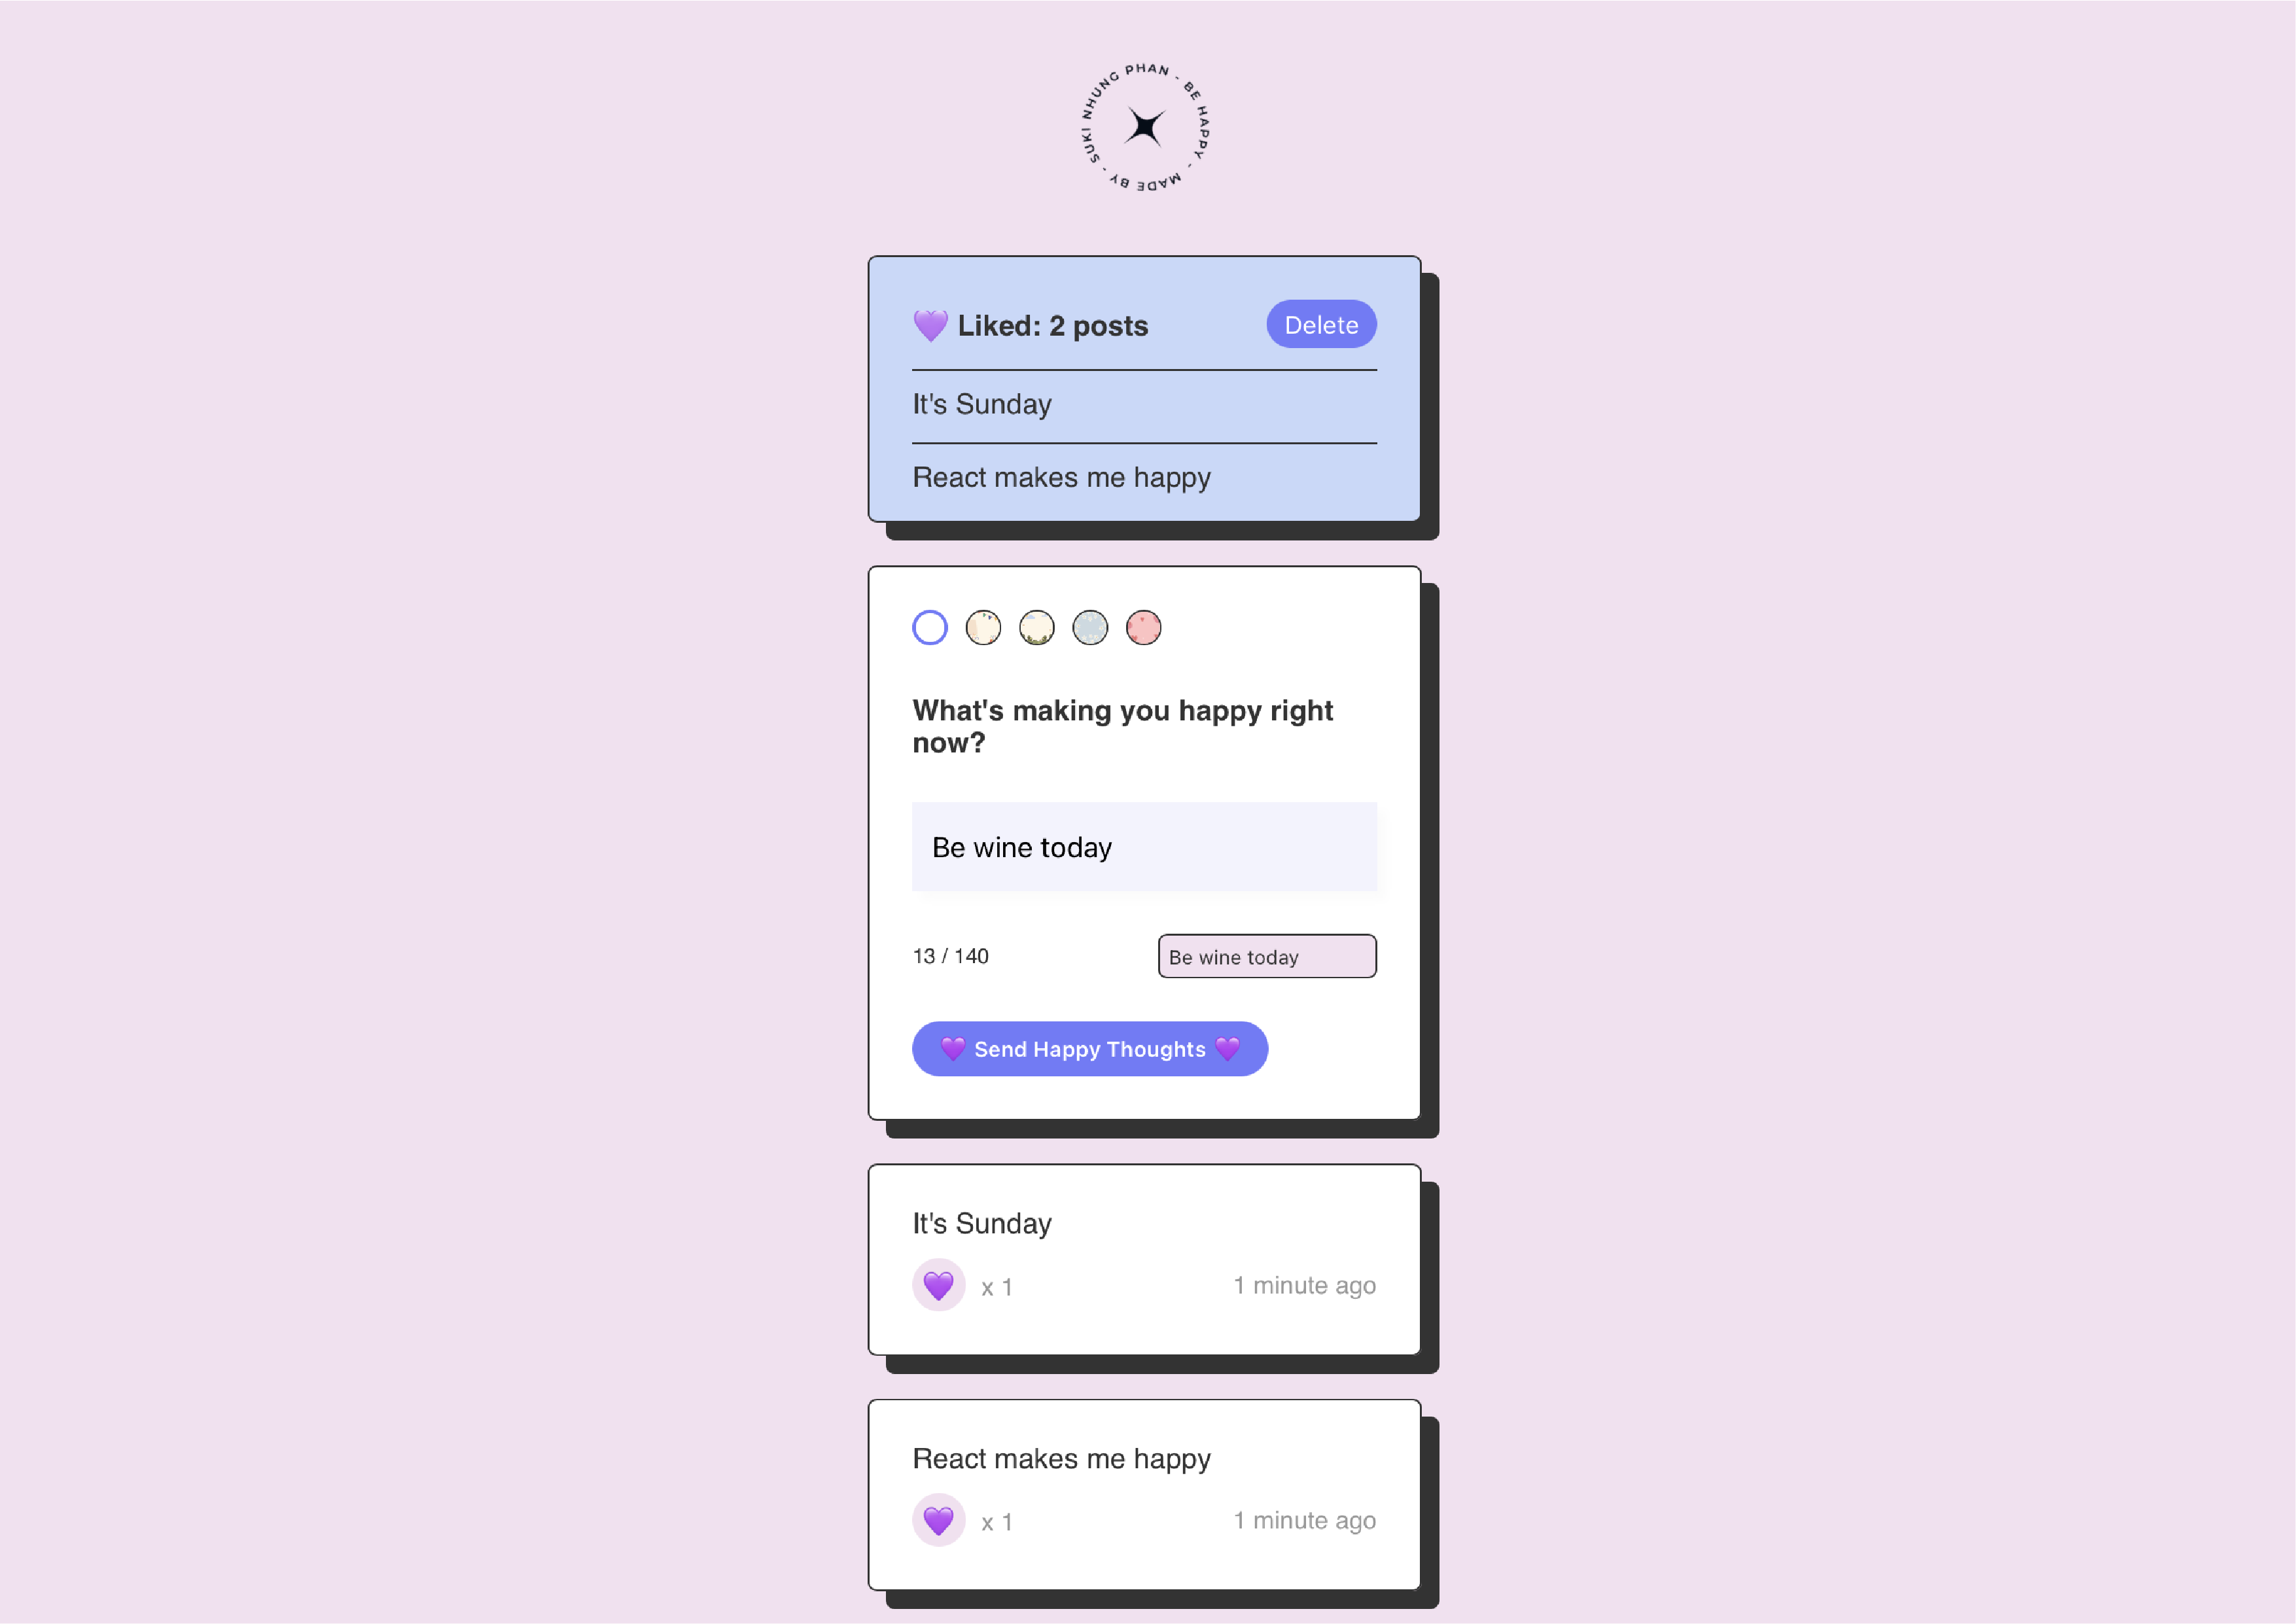 SUKI NHUNG PHAN - BE HAPPY - MADE BY -
💜 Liked: 2 posts
Delete
It's Sunday
React makes me happy
What's making you happy right
now?
Be wine today
13 / 140
Be wine today
💜 Send Happy Thoughts 💜
It's Sunday
💜 x 1
1 minute ago
React makes me happy
💜 x 1
1 minute ago